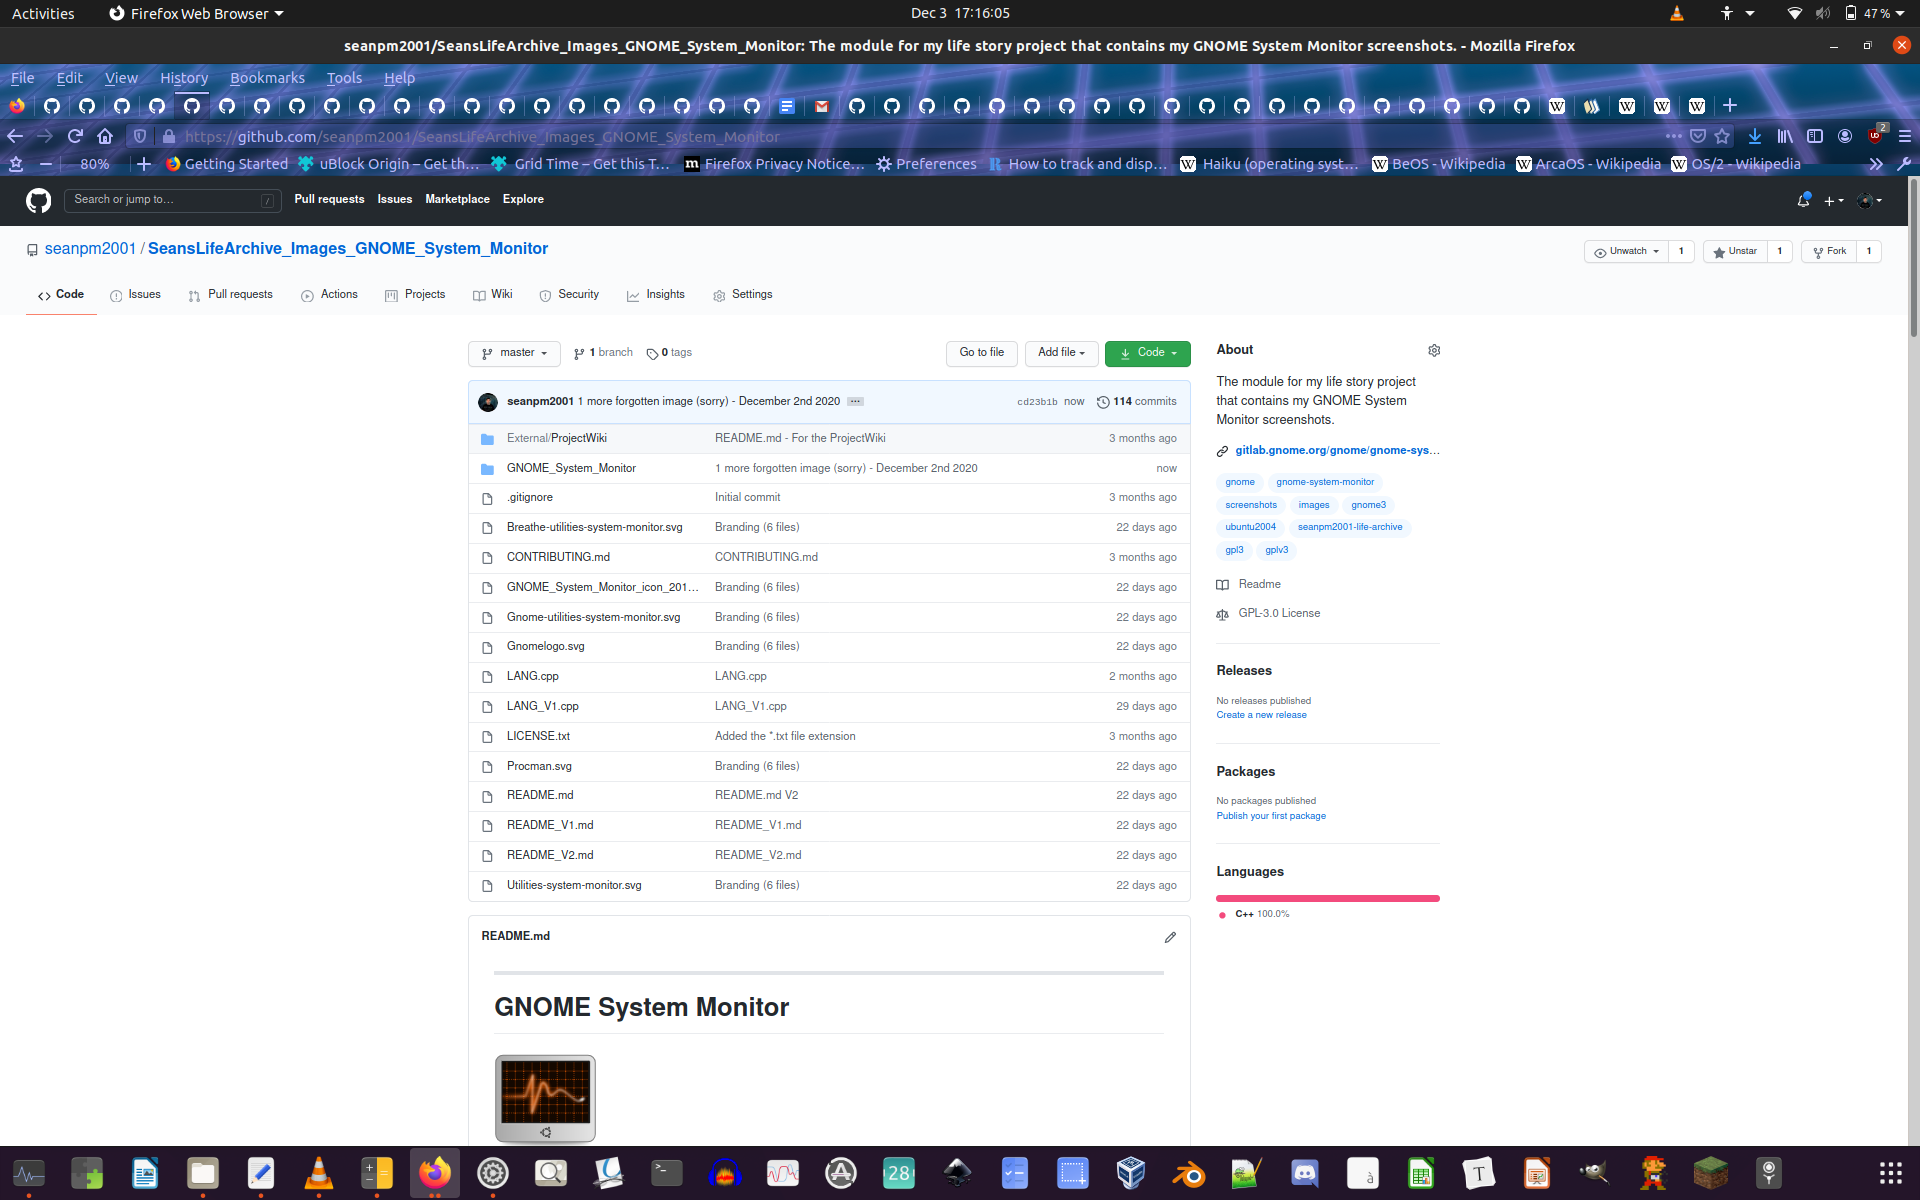 Activities
Firefox Web Browser
Dec 3 17:16:05
47 %
seanpm2001/SeansLifeArchive_Images_GNOME_System_Monitor: The module for my life story project that contains my GNOME System Monitor screenshots. - Mozilla Firefox
File Edit View History Bookmarks Tools Help
https://github.com/seanpm2001/SeansLifeArchive_Images_GNOME_System_Monitor
2
80%
Getting Started
uBlock Origin – Get th…
Grid Time – Get this T…
Firefox Privacy Notice…
Preferences
How to track and disp…
Haiku (operating syst…
BeOS - Wikipedia
ArcaOS - Wikipedia
OS/2 - Wikipedia
Search or jump to…
/
Pull requests Issues Marketplace Explore
seanpm2001 / SeansLifeArchive_Images_GNOME_System_Monitor
Unwatch 1
Unstar 1
Fork 1
Code Issues Pull requests Actions Projects Wiki Security Insights Settings
master
1 branch
0 tags
Go to file
Add file
Code
seanpm2001 1 more forgotten image (sorry) - December 2nd 2020 ... cd23b1b now 114 commits
External/ProjectWiki README.md - For the ProjectWiki 3 months ago
GNOME_System_Monitor 1 more forgotten image (sorry) - December 2nd 2020 now
.gitignore Initial commit 3 months ago
Breathe-utilities-system-monitor.svg Branding (6 files) 22 days ago
CONTRIBUTING.md CONTRIBUTING.md 3 months ago
GNOME_System_Monitor_icon_201… Branding (6 files) 22 days ago
Gnome-utilities-system-monitor.svg Branding (6 files) 22 days ago
Gnomelogo.svg Branding (6 files) 22 days ago
LANG.cpp LANG.cpp 2 months ago
LANG_V1.cpp LANG_V1.cpp 29 days ago
LICENSE.txt Added the *.txt file extension 3 months ago
Procman.svg Branding (6 files) 22 days ago
README.md README.md V2 22 days ago
README_V1.md README_V1.md 22 days ago
README_V2.md README_V2.md 22 days ago
Utilities-system-monitor.svg Branding (6 files) 22 days ago
README.md
GNOME System Monitor
About
The module for my life story project
that contains my GNOME System
Monitor screenshots.
gitlab.gnome.org/gnome/gnome-sys…
gnome gnome-system-monitor
screenshots images gnome3
ubuntu2004 seanpm2001-life-archive
gpl3 gplv3
Readme
GPL-3.0 License
Releases
No releases published
Create a new release
Packages
No packages published
Publish your first package
Languages
C++ 100.0%
28